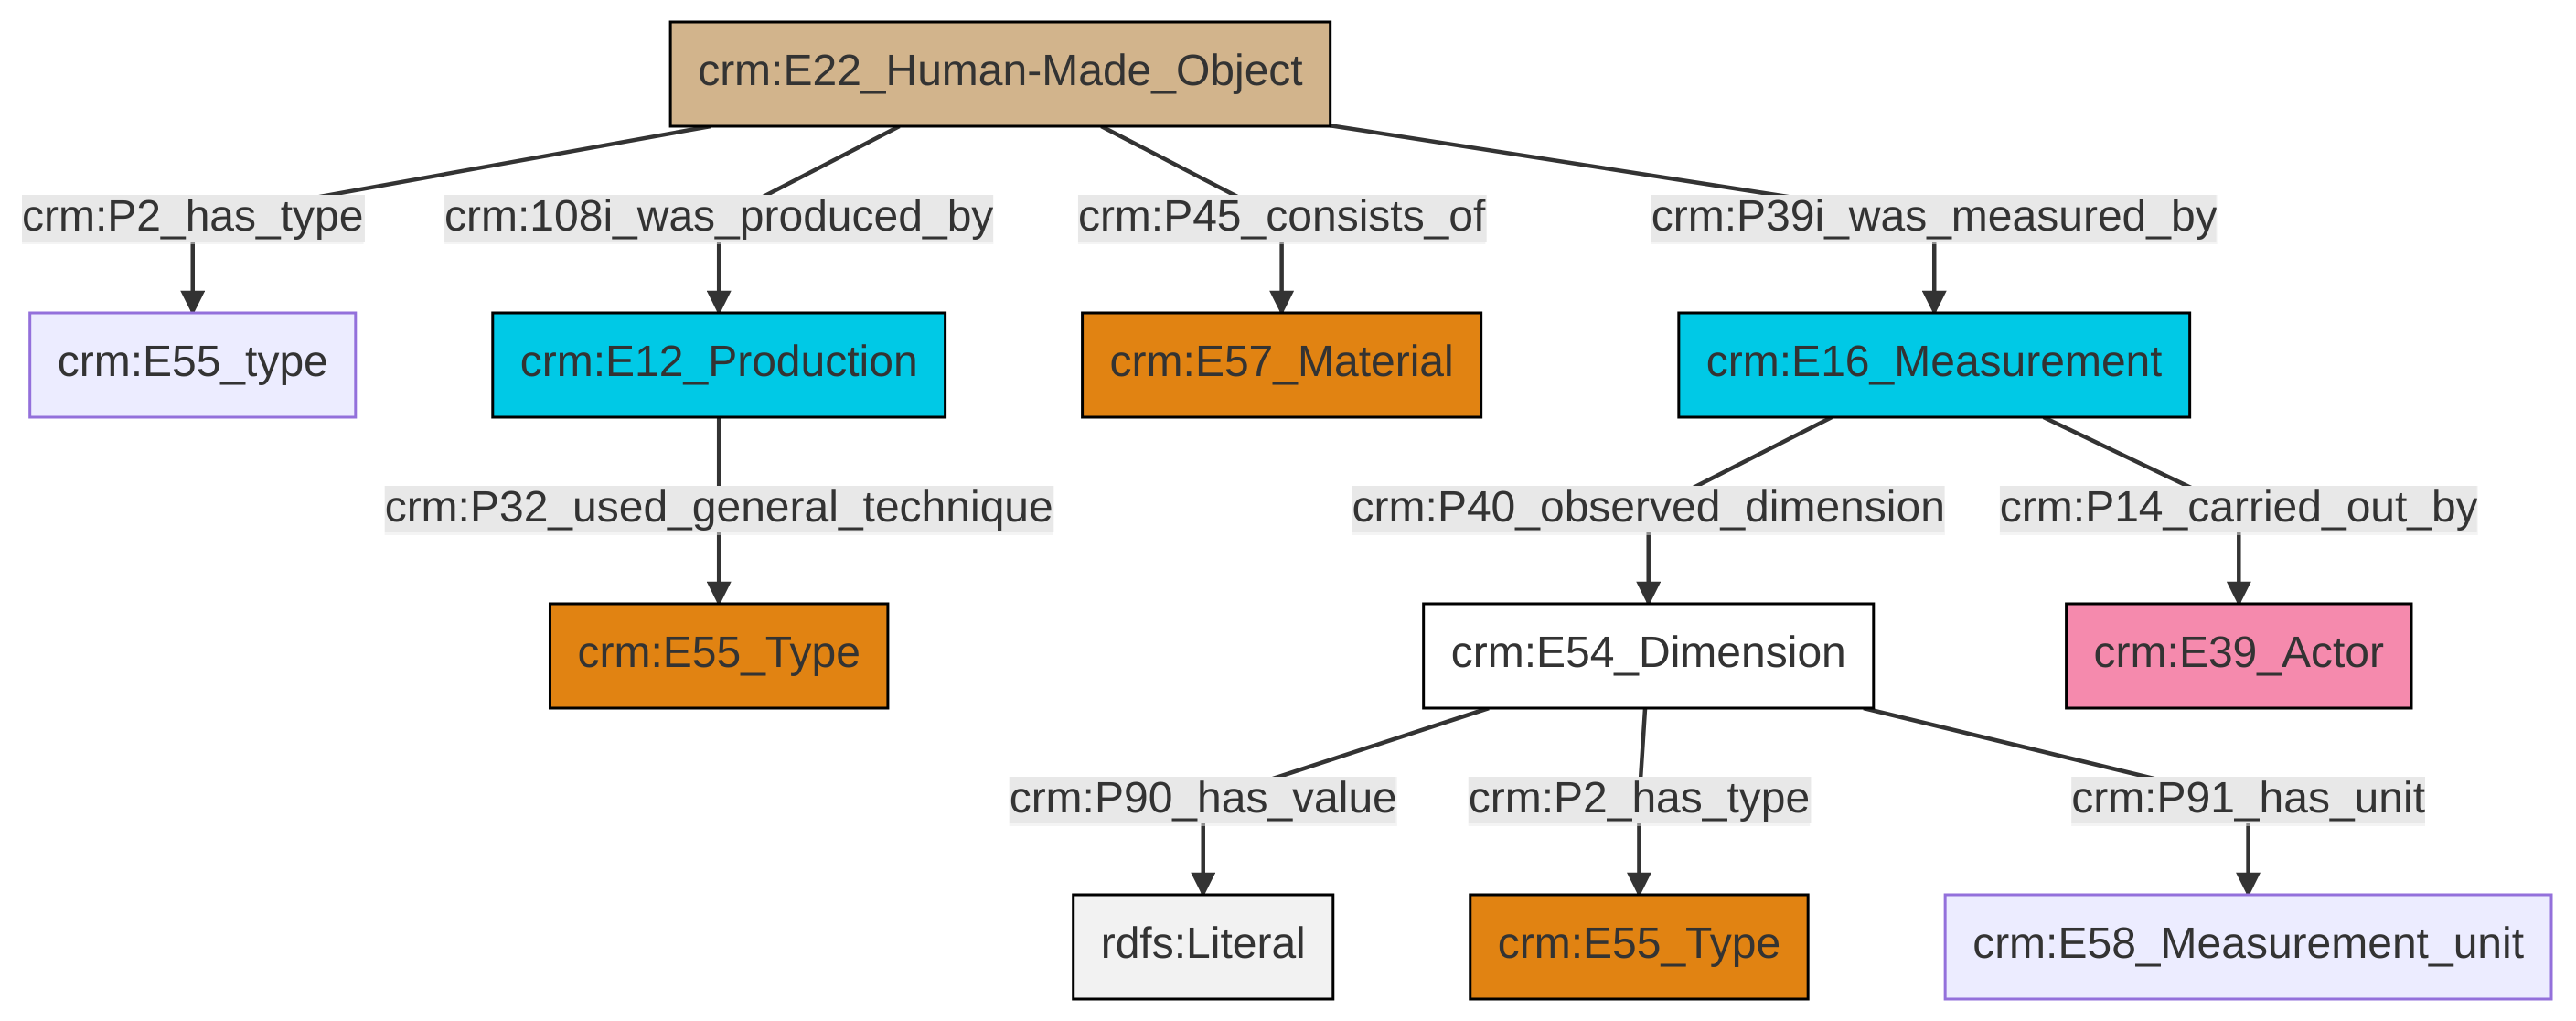 crm:E22_Human-Made_Object
crm:P2_has_type
crm:108i_was_produced_by
crm:P45_consists_of
crm:P39i_was_measured_by
crm:E55_type
crm:E12_Production
crm:E57_Material
crm:E16_Measurement
crm:P32_used_general_technique
crm:P40_observed_dimension
crm:P14_carried_out_by
crm:E55_Type
crm:E54_Dimension
crm:E39_Actor
crm:P90_has_value
crm:P2_has_type
crm:P91_has_unit
rdfs:Literal
crm:E55_Type
crm:E58_Measurement_unit